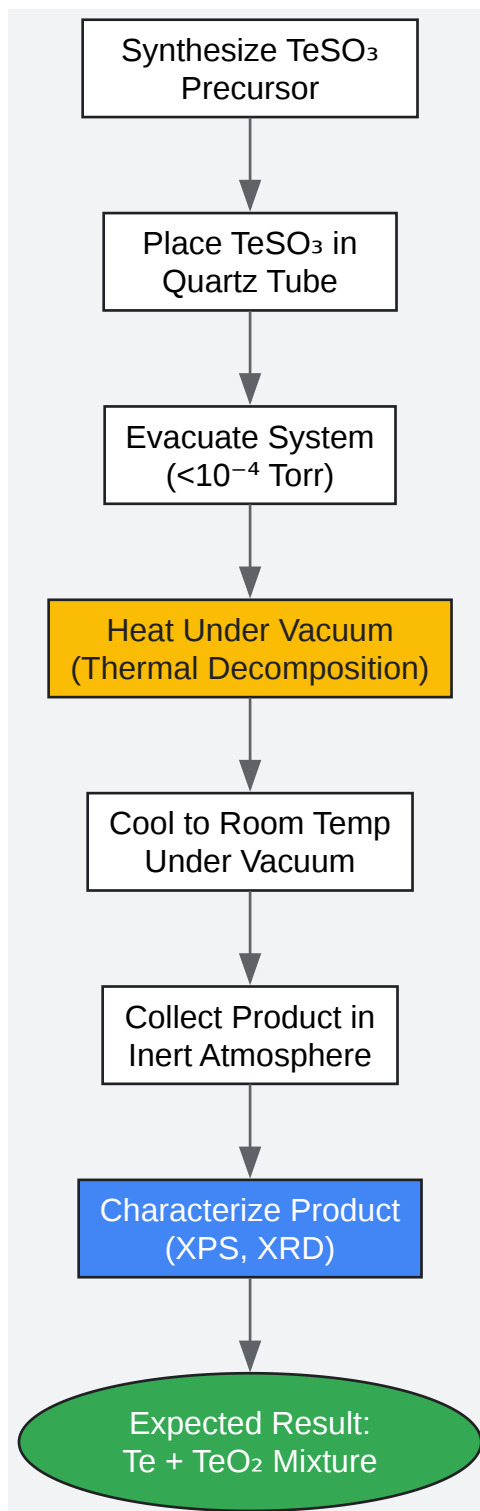 Synthesize TeSO₃
Precursor
Place TeSO₃ in
Quartz Tube
Evacuate System
(<10⁻⁴ Torr)
Heat Under Vacuum
(Thermal Decomposition)
Cool to Room Temp
Under Vacuum
Collect Product in
Inert Atmosphere
Characterize Product
(XPS, XRD)
Expected Result:
Te + TeO₂ Mixture